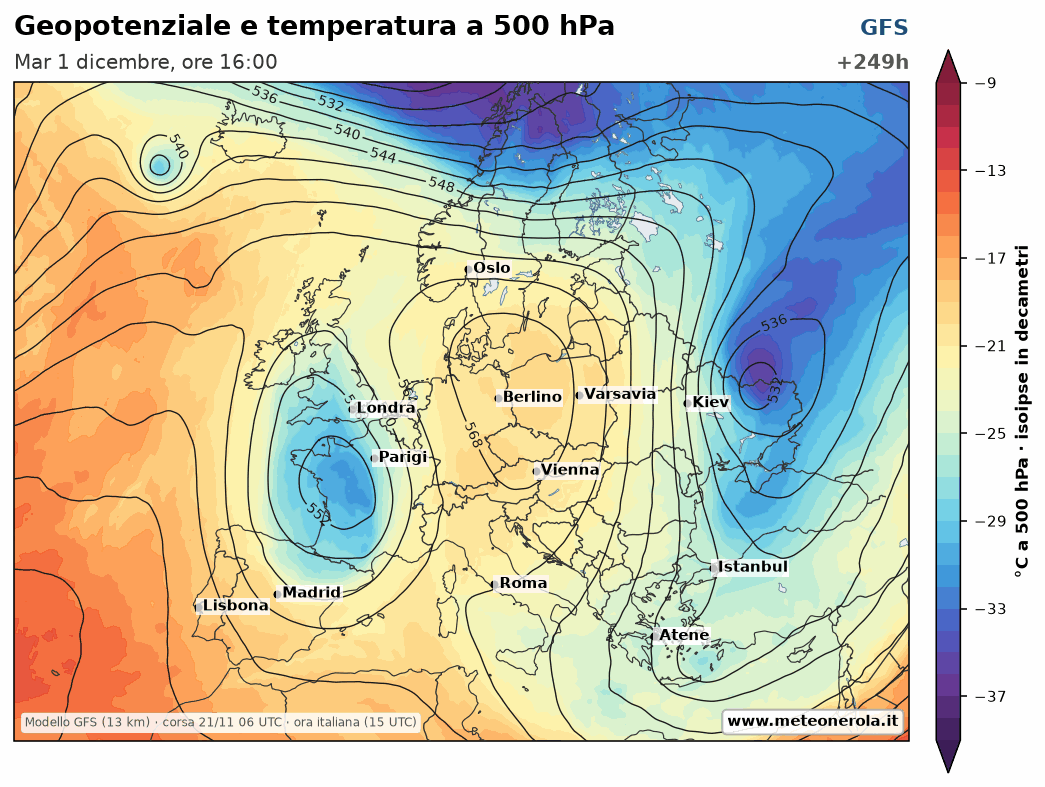 Geopotenziale e temperatura a 500 hPa
GFS
Mar 1 dicembre, ore 16:00
+249h
536
532
540
544
548
540
536
532
568
Oslo
Londra
Berlino
Varsavia
Kiev
Parigi
Vienna
Roma
Madrid
Lisbona
Istanbul
Atene
−9
−13
−17
−21
−25
−29
−33
−37
°C a 500 hPa · isoipse in decametri
Modello GFS (13 km) · corsa 21/11 06 UTC · ora italiana (15 UTC)
www.meteonerola.it